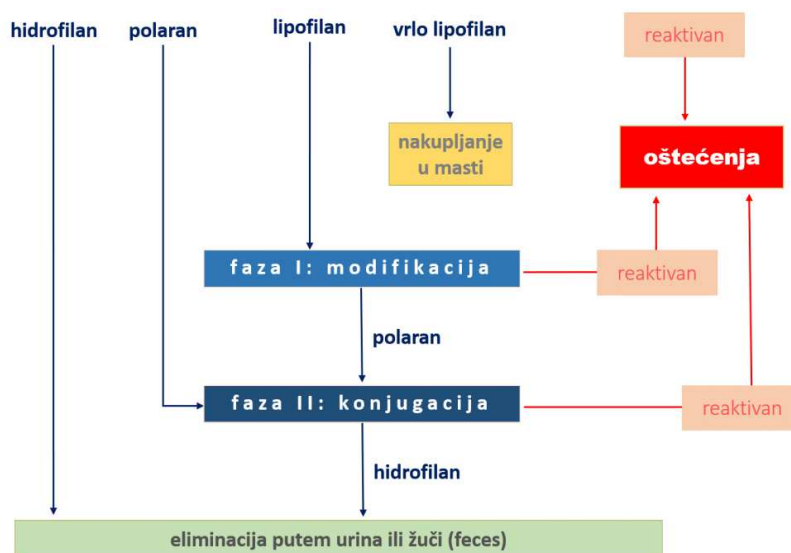 hidrofilan
polaran
lipofilan
vrlo lipofilan
reaktivan
nakupljanje
u masti
oštećenja
faza I: modifikacija
reaktivan
polaran
faza II: konjugacija
reaktivan
hidrofilan
eliminacija putem urina ili žuči (feces)